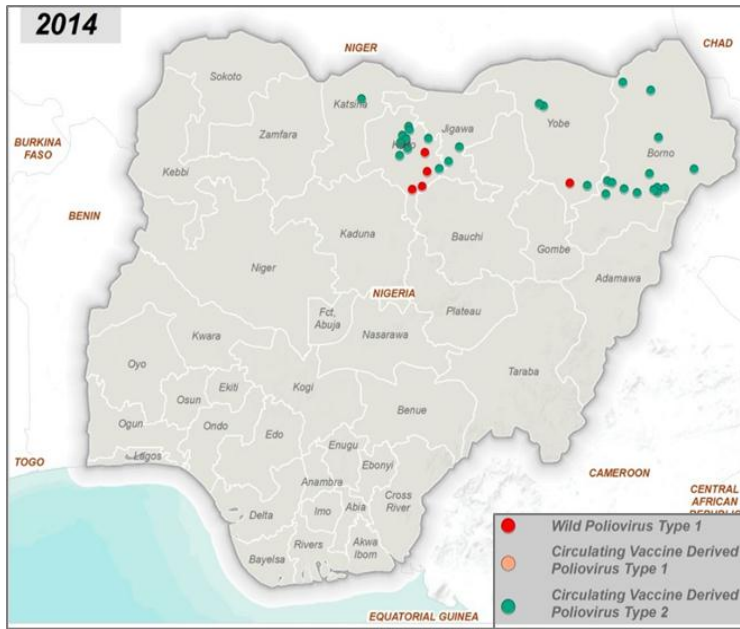 2014
NIGER
CHAD
Sokoto
Katsina
Jigawa
Yobe
Borno
Zamfara
Kano
BURKINA
FASO
Kebbi
BENIN
Kaduna
Bauchi
Gombe
Adamawa
Niger
NIGERIA
Fct,
Abuja
Plateau
Kwara
Nasarawa
Oyo
Taraba
Ekiti
Kogi
Osun
Benue
Ogun
Ondo
Edo
Enugu
Lagos
Ebonyi
TOGO
CAMEROON
Anambra
CENTRAL
AFRICAN
Delta
Imo
Abia
Cross
River
Bayelsa
Rivers
Akwa
Ibom
EQUATORIAL GUINEA
Wild Poliovirus Type 1
Circulating Vaccine Derived
Poliovirus Type 1
Circulating Vaccine Derived
Poliovirus Type 2